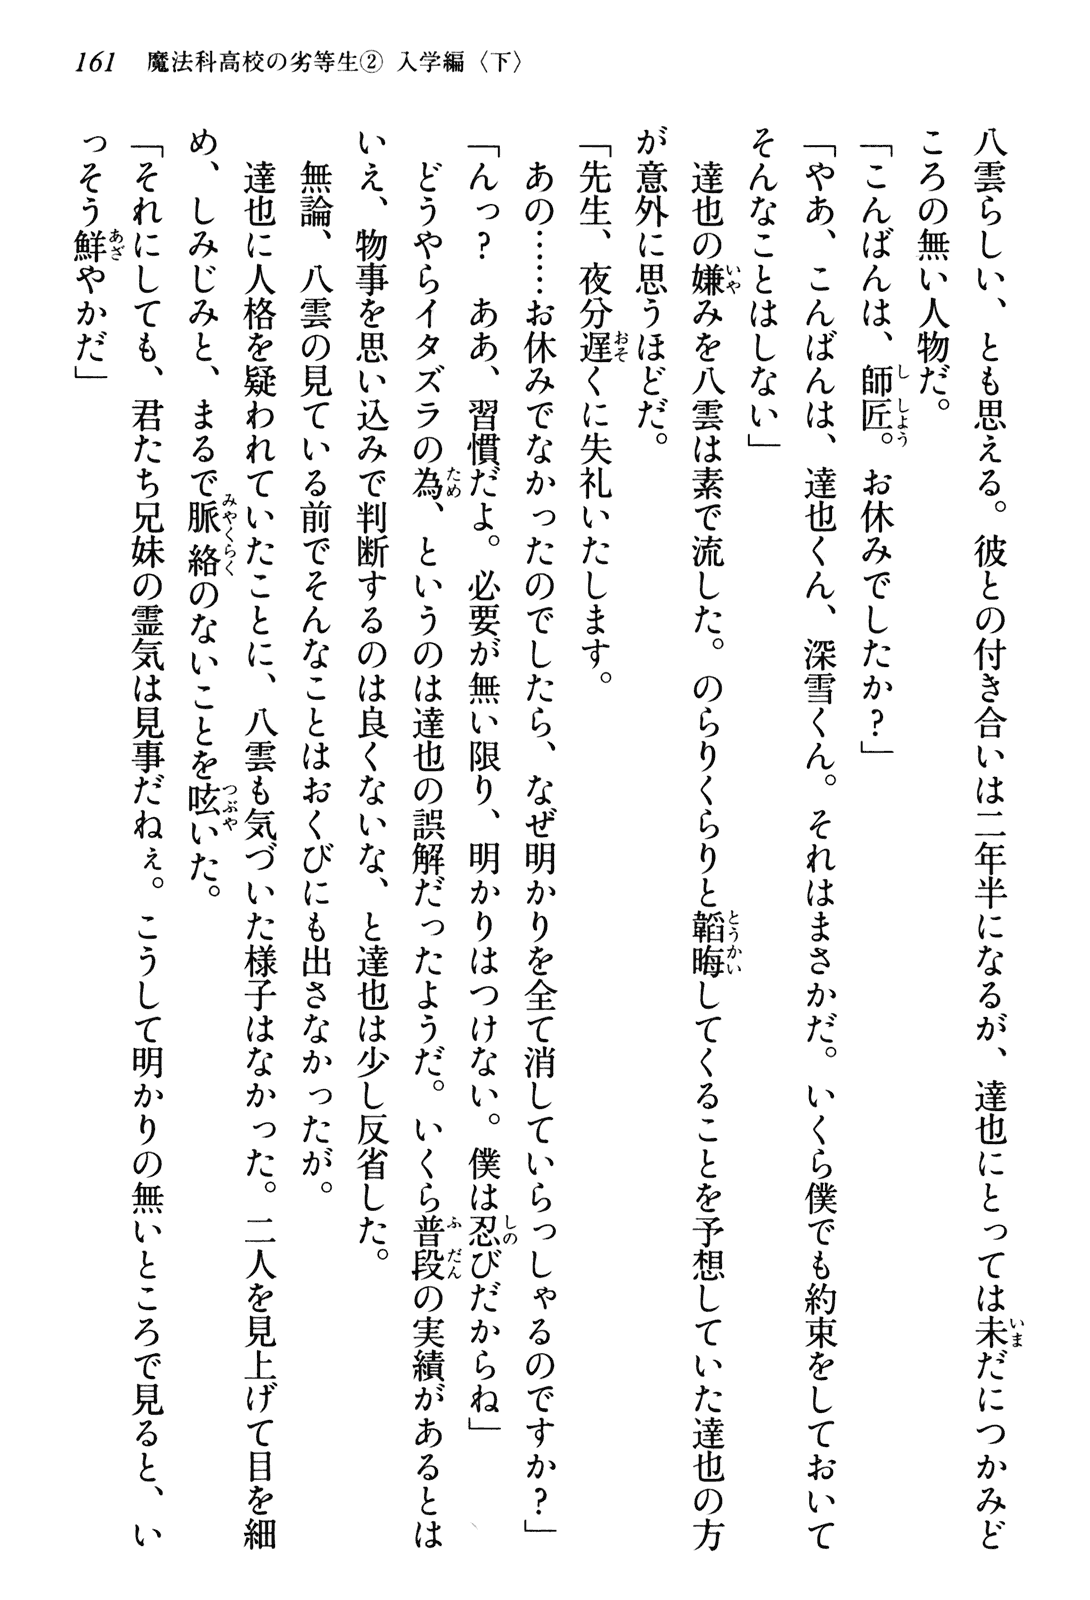 161 魔法科高校の劣等生② 入学編〈下〉
八雲らしい、とも思える。彼との付き合いは二年半になるが、達也にとっては未だにつかみど
ころの無い人物だ。
「こんばんは、師匠。お休みでしたか？」
「やあ、こんばんは、達也くん、深雪くん。それはまさかだ。いくら僕でも約束をしておいて
そんなことはしない」
　達也の嫌みを八雲は素で流した。のらりくらりと韜晦してくることを予想していた達也の方
が意外に思うほどだ。
「先生、夜分遅くに失礼いたします。
　あの……お休みでなかったのでしたら、なぜ明かりを全て消していらっしゃるのですか？」
「んっ？　ああ、習慣だよ。必要が無い限り、明かりはつけない。僕は忍びだからね」
　どうやらイタズラの為、というのは達也の誤解だったようだ。いくら普段の実績があるとは
いえ、物事を思い込みで判断するのは良くないな、と達也は少し反省した。
　無論、八雲の見ている前でそんなことはおくびにも出さなかったが。
　達也に人格を疑われていたことに、八雲も気づいた様子はなかった。二人を見上げて目を細
め、しみじみと、まるで脈絡のないことを呟いた。
「それにしても、君たち兄妹の霊気は見事だねぇ。こうして明かりの無いところで見ると、い
っそう鮮やかだ」